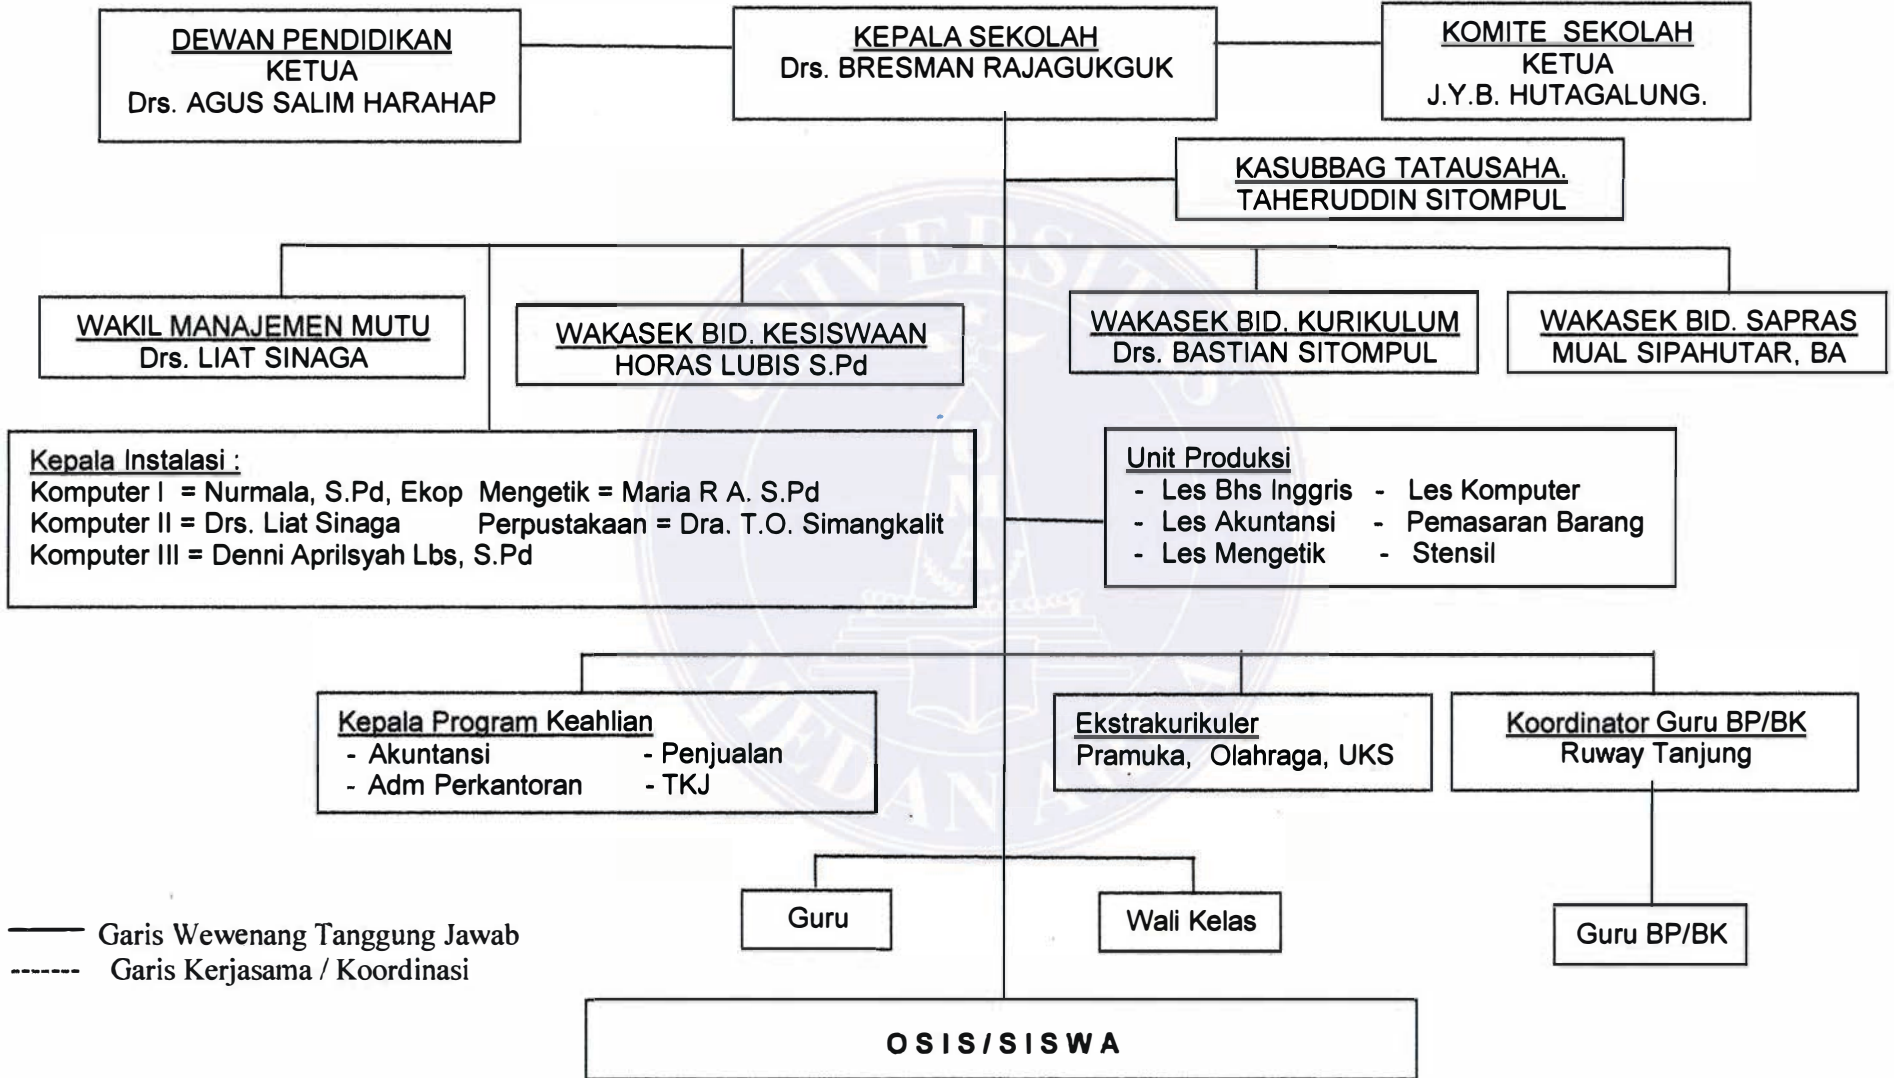 DEWAN PENDIDIKAN
KETUA
Drs. AGUS SALIM HARAHAP
KEPALA SEKOLAH
Drs. BRESMAN RAJAGUKGUK
KOMITE SEKOLAH
KETUA
J.Y.B. HUTAGALUNG.
KASUBBAG TATAUSAHA.
TAHERUDDIN SITOMPUL
WAKIL MANAJEMEN MUTU
Drs. LIAT SINAGA
WAKASEK BID. KESISWAAN
HORAS LUBIS S.Pd
WAKASEK BID. KURIKULUM
Drs. BASTIAN SITOMPUL
WAKASEK BID. SAPRAS
MUAL SIPAHUTAR, BA
Kepala Instalasi :
Komputer I = Nurmala, S.Pd, Ekop Mengetik = Maria R A. S.Pd
Komputer II = Drs. Liat Sinaga Perpustakaan = Dra. T.O. Simangkalit
Komputer III = Denni Aprilsyah Lbs, S.Pd
Unit Produksi
- Les Bhs Inggris - Les Komputer
- Les Akuntansi - Pemasaran Barang
- Les Mengetik - Stensil
Kepala Program Keahlian
- Akuntansi - Penjualan
- Adm Perkantoran - TKJ
Ekstrakurikuler
Pramuka, Olahraga, UKS
Koordinator Guru BP/BK
Ruway Tanjung
Guru
Wali Kelas
Guru BP/BK
Garis Wewenang Tanggung Jawab
Garis Kerjasama / Koordinasi
OSIS/SISWA
UNIVERSITAS
MEDAN AREA
UMA